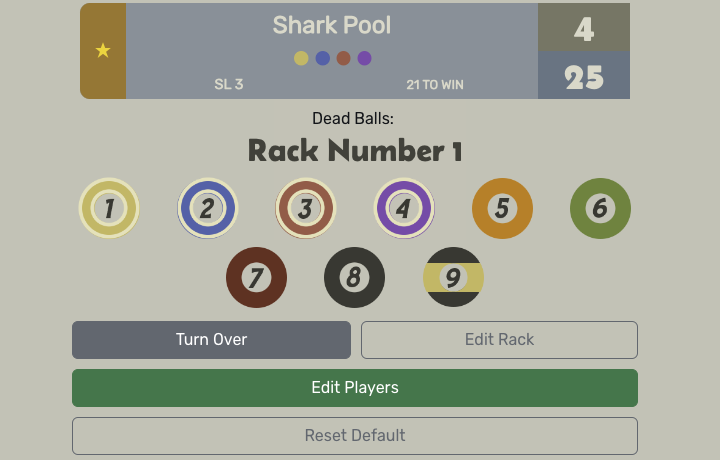 Shark Pool
4
SL 3
21 TO WIN
25
Dead Balls:
Rack Number 1
1 2 3 4 5 6
7 8 9
Turn Over
Edit Rack
Edit Players
Reset Default